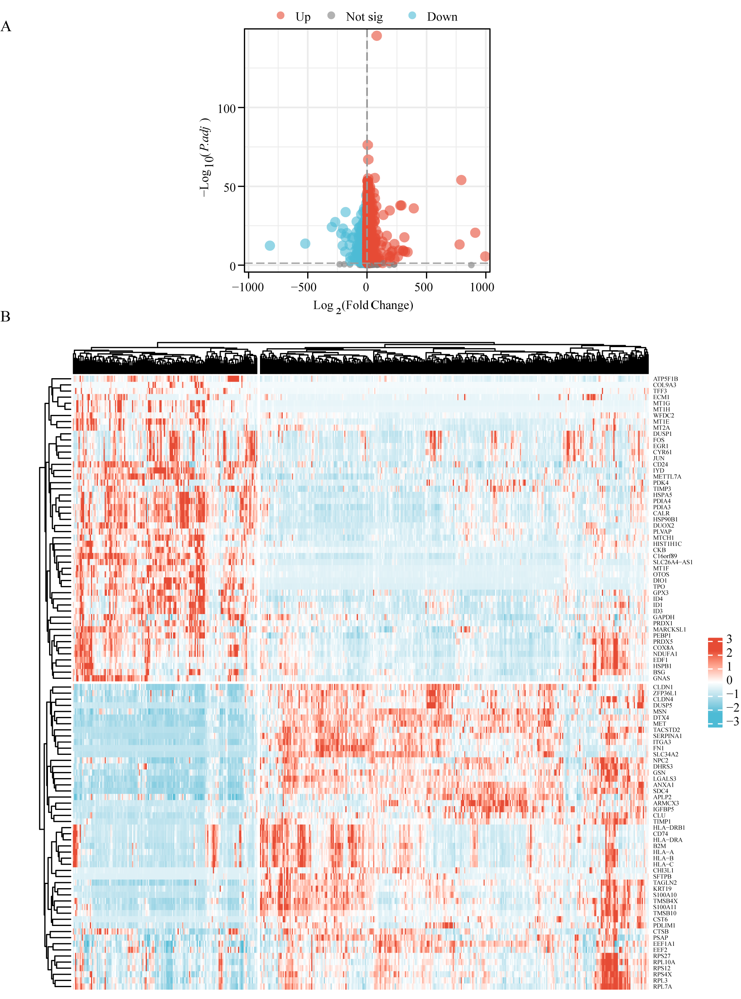 A
Up Not sig Down
100
50
0
−Log10(P.adj )
−1000 −500 0 500 1000
Log 2(Fold Change)
B
ATP5F1B
COL9A3
TFF3
ECM1
MT1G
MT1H
WFDC2
MT1E
MT2A
DUSP1
FOS
EGR1
CYR61
JUN
CD24
IYD
METTL7A
PDK4
TIMP3
HSPA5
PDIA4
PDIA3
CALR
HSP90B1
DUOX2
PLVAP
MTCH1
HIST1H1C
CKB
C16orf89
SLC26A4−AS1
MT1F
OTOS
DIO1
TPO
GPX3
ID4
ID1
ID3
GAPDH
PRDX1
MARCKSL1
PEBP1
PRDX5
COX8A
NDUFA1
EDF1
HSPB1
BSG
GNAS
CLDN1
ZFP36L1
CLDN4
DUSP5
MSN
DTX4
MET
TACSTD2
SERPINA1
ITGA3
FN1
SLC34A2
NPC2
DHRS3
GSN
LGALS3
ANXA1
SDC4
APLP2
ARMCX3
IGFBP5
CLU
TIMP1
HLA−DRB1
CD74
HLA−DRA
B2M
HLA−A
HLA−B
HLA−C
CHI3L1
SFTPB
TAGLN2
KRT19
S100A10
TMSB4X
S100A11
TMSB10
CST6
PDLIM1
CTSB
PSAP
EEF1A1
EEF2
RPS27
RPL10A
RPS12
RPS4X
RPL3
RPL7A
3
2
1
0
−1
−2
−3